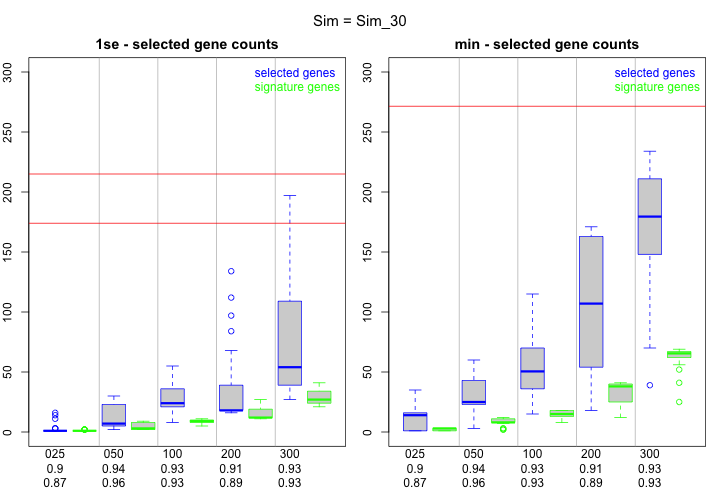 Sim = Sim_30
1se - selected gene counts
selected genes
signature genes
300
250
200
150
100
50
0
025 050 100 200 300
0.9 0.94 0.93 0.91 0.93
0.87 0.96 0.93 0.89 0.93
min - selected gene counts
selected genes
signature genes
300
250
200
150
100
50
0
025 050 100 200 300
0.9 0.94 0.93 0.91 0.93
0.87 0.96 0.93 0.89 0.93